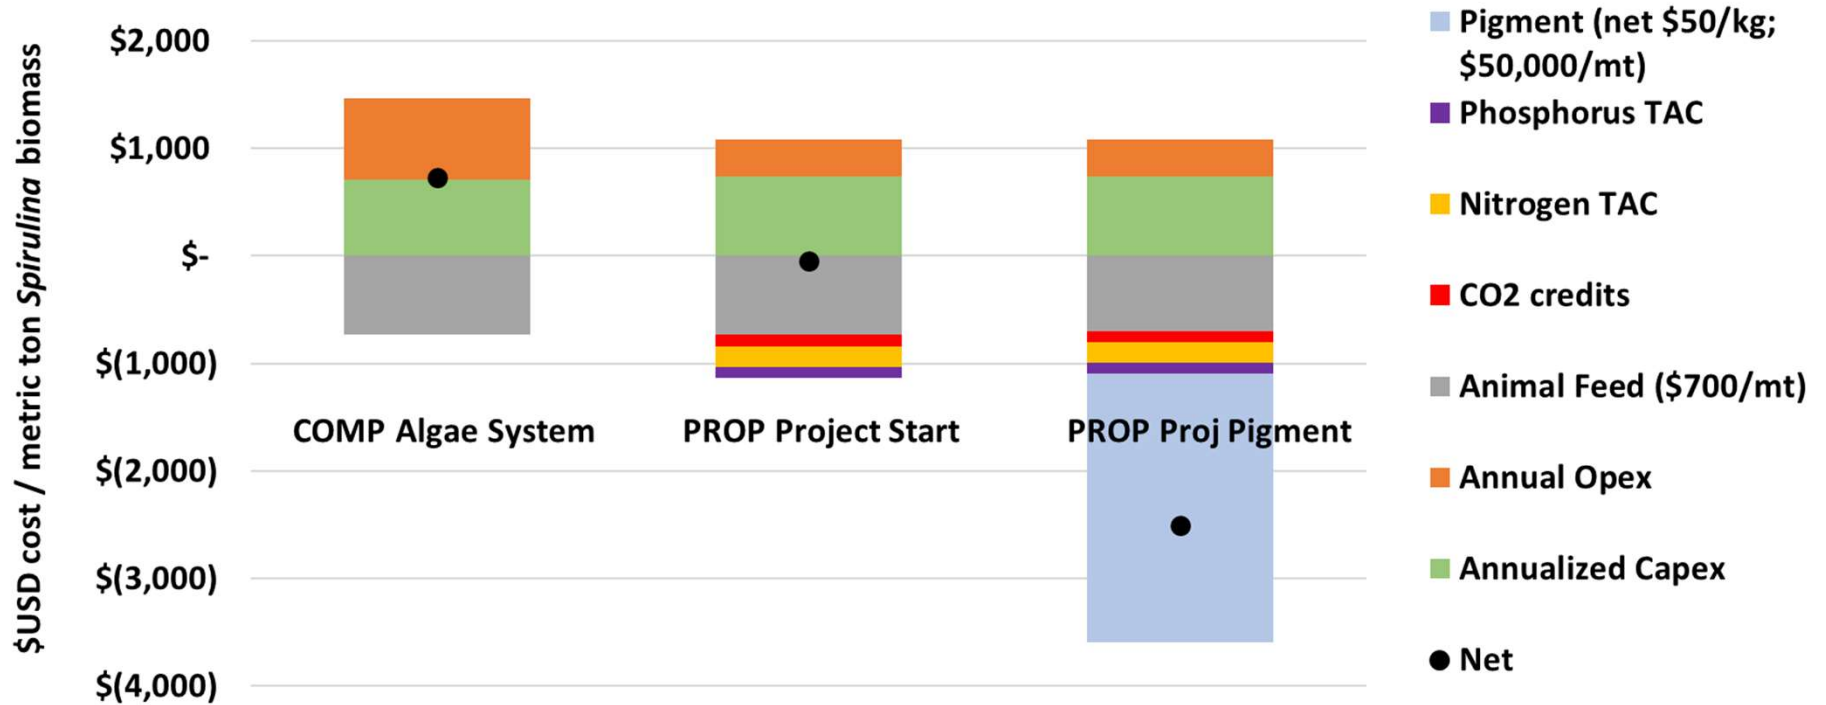 $USD cost / metric ton Spirulina biomass
$2,000
$1,000
$-
$(1,000)
$(2,000)
$(3,000)
$(4,000)
COMP Algae System
PROP Project Start
PROP Proj Pigment
Pigment (net $50/kg;
$50,000/mt)
Phosphorus TAC
Nitrogen TAC
CO2 credits
Animal Feed ($700/mt)
Annual Opex
Annualized Capex
Net